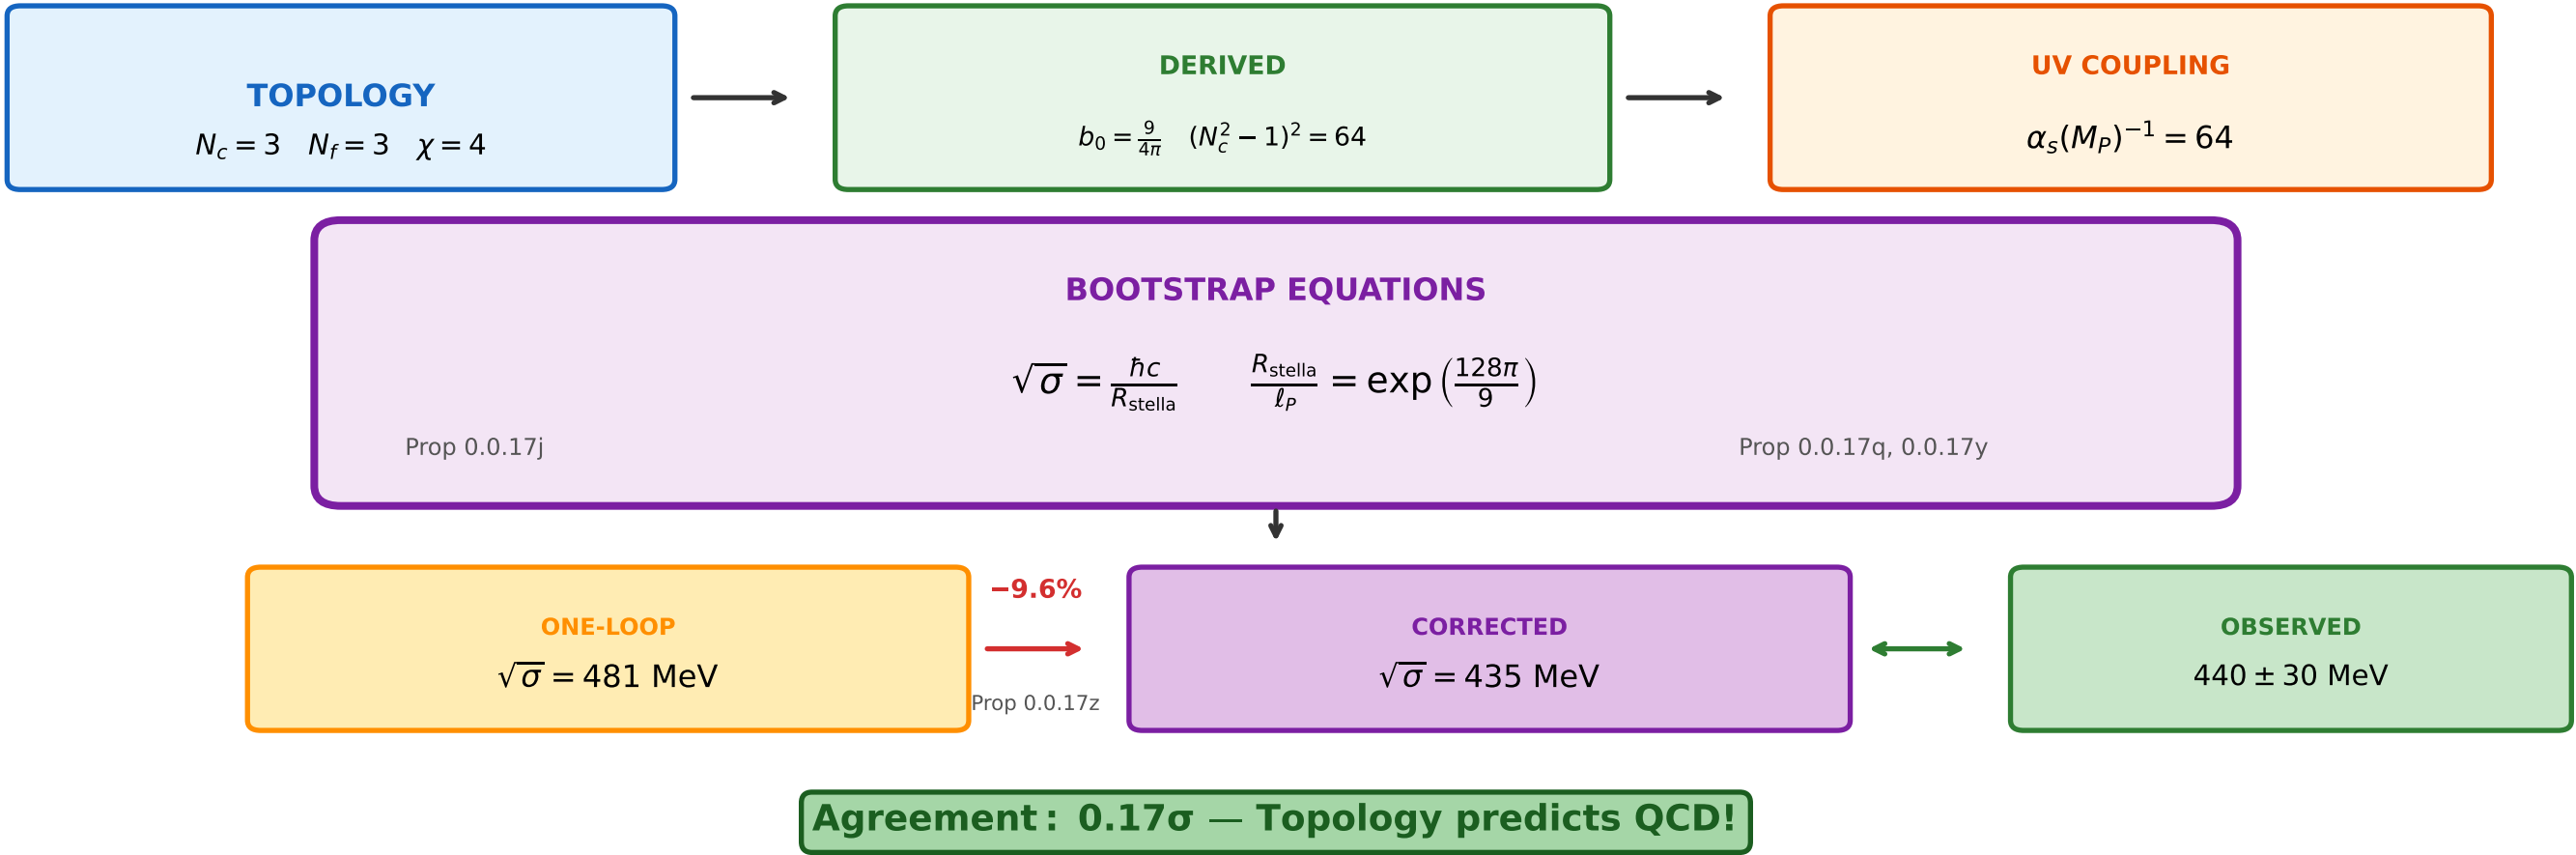 TOPOLOGY
N_c = 3   N_f = 3   χ = 4
DERIVED
b_0 = 9/(4π)   (N_c^2 − 1)^2 = 64
UV COUPLING
α_s(M_P)^{−1} = 64
BOOTSTRAP EQUATIONS
√σ = ħc/R_stella   R_stella/ℓ_P = exp(128π/9)
Prop 0.0.17j
Prop 0.0.17q, 0.0.17y
ONE-LOOP
√σ = 481 MeV
−9.6%
Prop 0.0.17z
CORRECTED
√σ = 435 MeV
OBSERVED
440 ± 30 MeV
Agreement: 0.17σ — Topology predicts QCD!